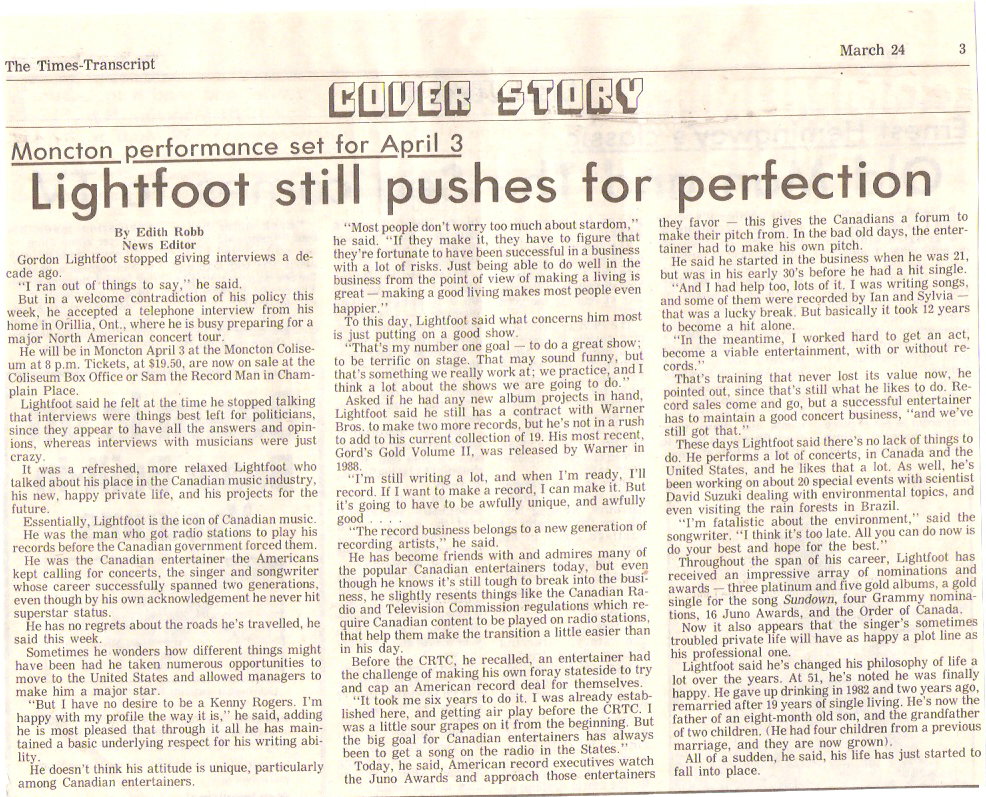 The Times-Transcript
March 24 3
COVER STORY
Moncton performance set for April 3
Lightfoot still pushes for perfection
By Edith Robb
News Editor
Gordon Lightfoot stopped giving interviews a de-
cade ago.
"I ran out of things to say," he said.
But in a welcome contradiction of his policy this
week, he accepted a telephone interview from his
home in Orillia, Ont., where he is busy preparing for a
major North American concert tour.
He will be in Moncton April 3 at the Moncton Colise-
um at 8 p.m. Tickets, at $19.50, are now on sale at the
Coliseum Box Office or Sam the Record Man in Cham-
plain Place.
Lightfoot said he felt at the time he stopped talking
that interviews were things best left for politicians,
since they appear to have all the answers and opin-
ions, whereas interviews with musicians were just
crazy.
It was a refreshed, more relaxed Lightfoot who
talked about his place in the Canadian music industry,
his new, happy private life, and his projects for the
future.
Essentially, Lightfoot is the icon of Canadian music.
He was the man who got radio stations to play his
records before the Canadian government forced them.
He was the Canadian entertainer the Americans
kept calling for concerts, the singer and songwriter
whose career successfully spanned two generations,
even though by his own acknowledgement he never hit
superstar status.
He has no regrets about the roads he's travelled, he
said this week.
Sometimes he wonders how different things might
have been had he taken numerous opportunities to
move to the United States and allowed managers to
make him a major star.
"But I have no desire to be a Kenny Rogers. I'm
happy with my profile the way it is," he said, adding
he is most pleased that through it all he has main-
tained a basic underlying respect for his writing abi-
lity.
He doesn't think his attitude is unique, particularly
among Canadian entertainers.
"Most people don't worry too much about stardom,"
he said. "If they make it, they have to figure that
they're fortunate to have been successful in a business
with a lot of risks. Just being able to do well in the
business from the point of view of making a living is
great — making a good living makes most people even
happier."
To this day, Lightfoot said what concerns him most
is just putting on a good show.
"That's my number one goal — to do a great show;
to be terrific on stage. That may sound funny, but
that's something we really work at; we practice, and I
think a lot about the shows we are going to do."
Asked if he had any new album projects in hand,
Lightfoot said he still has a contract with Warner
Bros. to make two more records, but he's not in a rush
to add to his current collection of 19. His most recent,
Gord's Gold Volume II, was released by Warner in
1988.
"I'm still writing a lot, and when I'm ready, I'll
record. If I want to make a record, I can make it. But
it's going to have to be awfully unique, and awfully
good . . . .
"The record business belongs to a new generation of
recording artists," he said.
He has become friends with and admires many of
the popular Canadian entertainers today, but even
though he knows it's still tough to break into the busi-
ness, he slightly resents things like the Canadian Ra-
dio and Television Commission regulations which re-
quire Canadian content to be played on radio stations,
that help them make the transition a little easier than
in his day.
Before the CRTC, he recalled, an entertainer had
the challenge of making his own foray stateside to try
and cap an American record deal for themselves.
"It took me six years to do it. I was already estab-
lished here, and getting air play before the CRTC. I
was a little sour grapes on it from the beginning. But
the big goal for Canadian entertainers has always
been to get a song on the radio in the States."
Today, he said, American record executives watch
the Juno Awards and approach those entertainers
they favor — this gives the Canadians a forum to
make their pitch from. In the bad old days, the enter-
tainer had to make his own pitch.
He said he started in the business when he was 21,
but was in his early 30's before he had a hit single.
"And I had help too, lots of it. I was writing songs,
and some of them were recorded by Ian and Sylvia —
that was a lucky break. But basically it took 12 years
to become a hit alone.
"In the meantime, I worked hard to get an act,
become a viable entertainment, with or without re-
cords."
That's training that never lost its value now, he
pointed out, since that's still what he likes to do. Re-
cord sales come and go, but a successful entertainer
has to maintain a good concert business, "and we've
still got that."
These days Lightfoot said there's no lack of things to
do. He performs a lot of concerts, in Canada and the
United States, and he likes that a lot. As well, he's
been working on about 20 special events with scientist
David Suzuki dealing with environmental topics, and
even visiting the rain forests in Brazil.
"I'm fatalistic about the environment," said the
songwriter. "I think it's too late. All you can do now is
do your best and hope for the best."
Throughout the span of his career, Lightfoot has
received an impressive array of nominations and
awards — three platinum and five gold albums, a gold
single for the song Sundown, four Grammy nomina-
tions, 16 Juno Awards, and the Order of Canada.
Now it also appears that the singer's sometimes
troubled private life will have as happy a plot line as
his professional one.
Lightfoot said he's changed his philosophy of life a
lot over the years. At 51, he's noted he was finally
happy. He gave up drinking in 1982 and two years ago,
remarried after 19 years of single living. He's now the
father of an eight-month old son, and the grandfather
of two children. (He had four children from a previous
marriage, and they are now grown).
All of a sudden, he said, his life has just started to
fall into place.